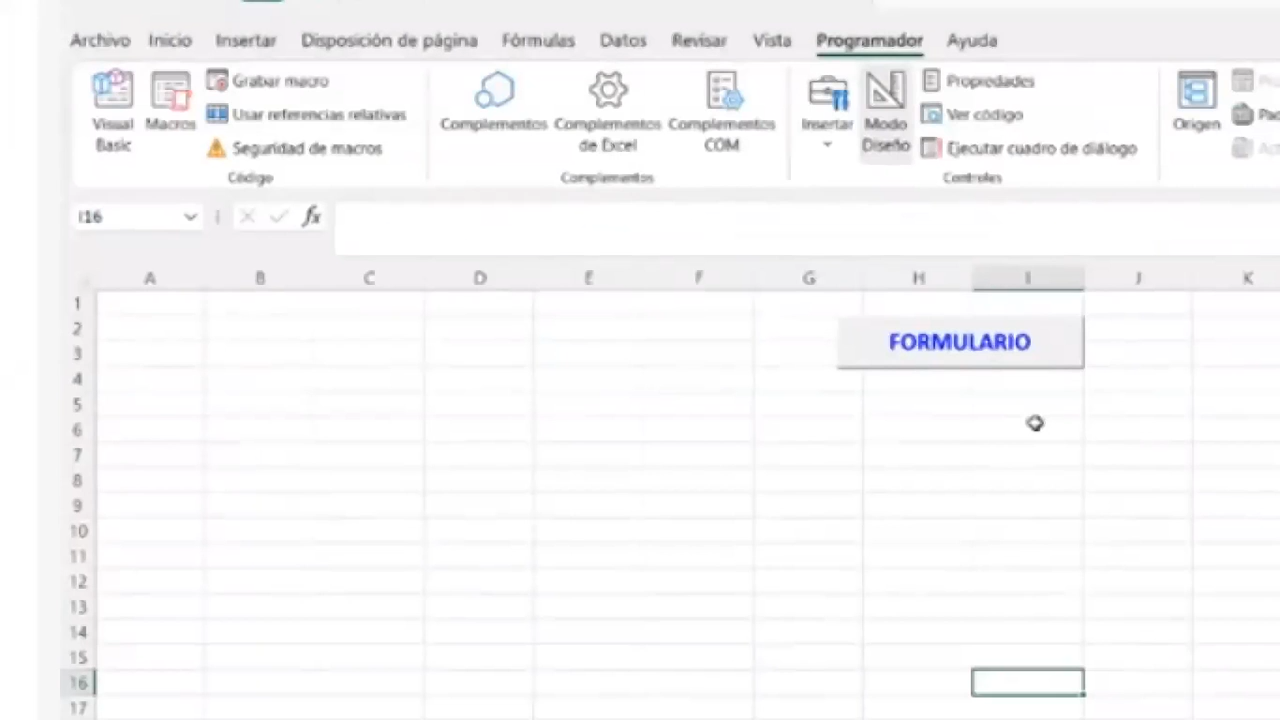 Archivo Inicio Insertar Disposición de página Fórmulas Datos Revisar Vista Programador Ayuda
Visual Basic
Macros
Grabar macro
Usar referencias relativas
Seguridad de macros
Código
Complementos
Complementos de Excel
Complementos COM
Complementos
Insertar
Modo Diseño
Propiedades
Ver código
Ejecutar cuadro de diálogo
Controles
Origen
I16
fx
A B C D E F G H I J K
1
2
3
FORMULARIO
4
5
6
7
8
9
10
11
12
13
14
15
16
17